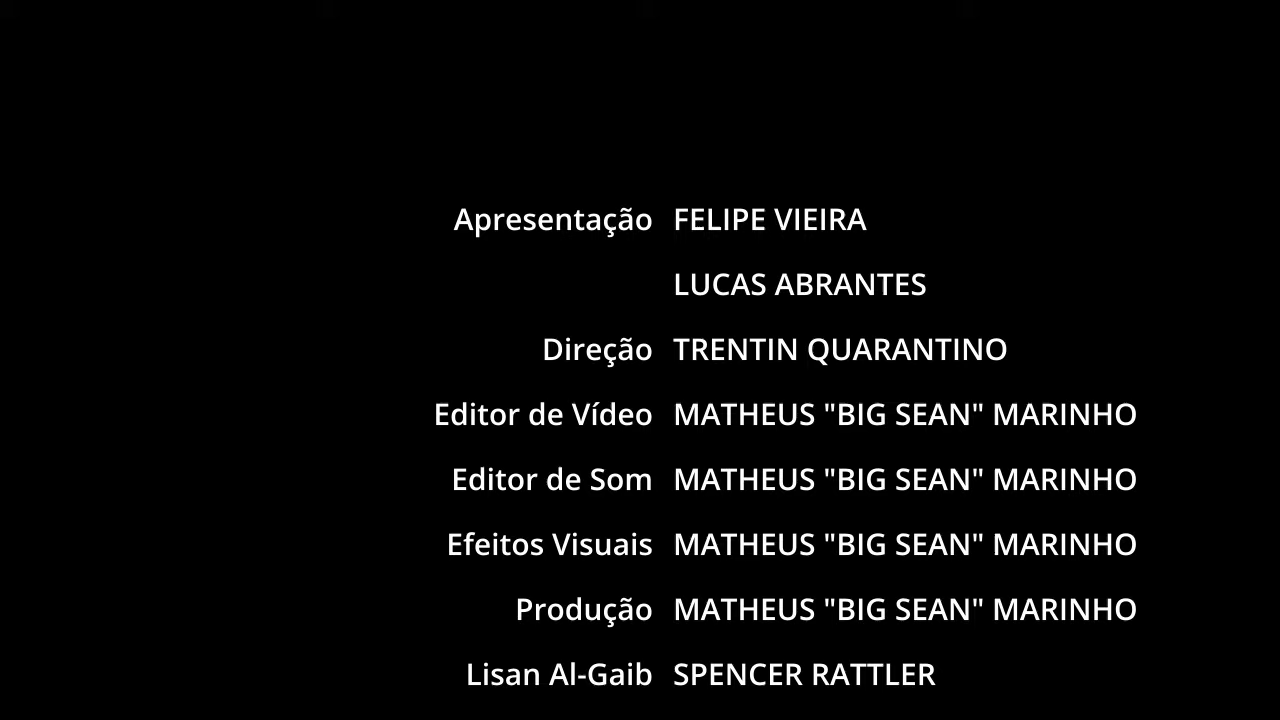 Apresentação FELIPE VIEIRA
LUCAS ABRANTES
Direção TRENTIN QUARANTINO
Editor de Vídeo MATHEUS "BIG SEAN" MARINHO
Editor de Som MATHEUS "BIG SEAN" MARINHO
Efeitos Visuais MATHEUS "BIG SEAN" MARINHO
Produção MATHEUS "BIG SEAN" MARINHO
Lisan Al-Gaib SPENCER RATTLER